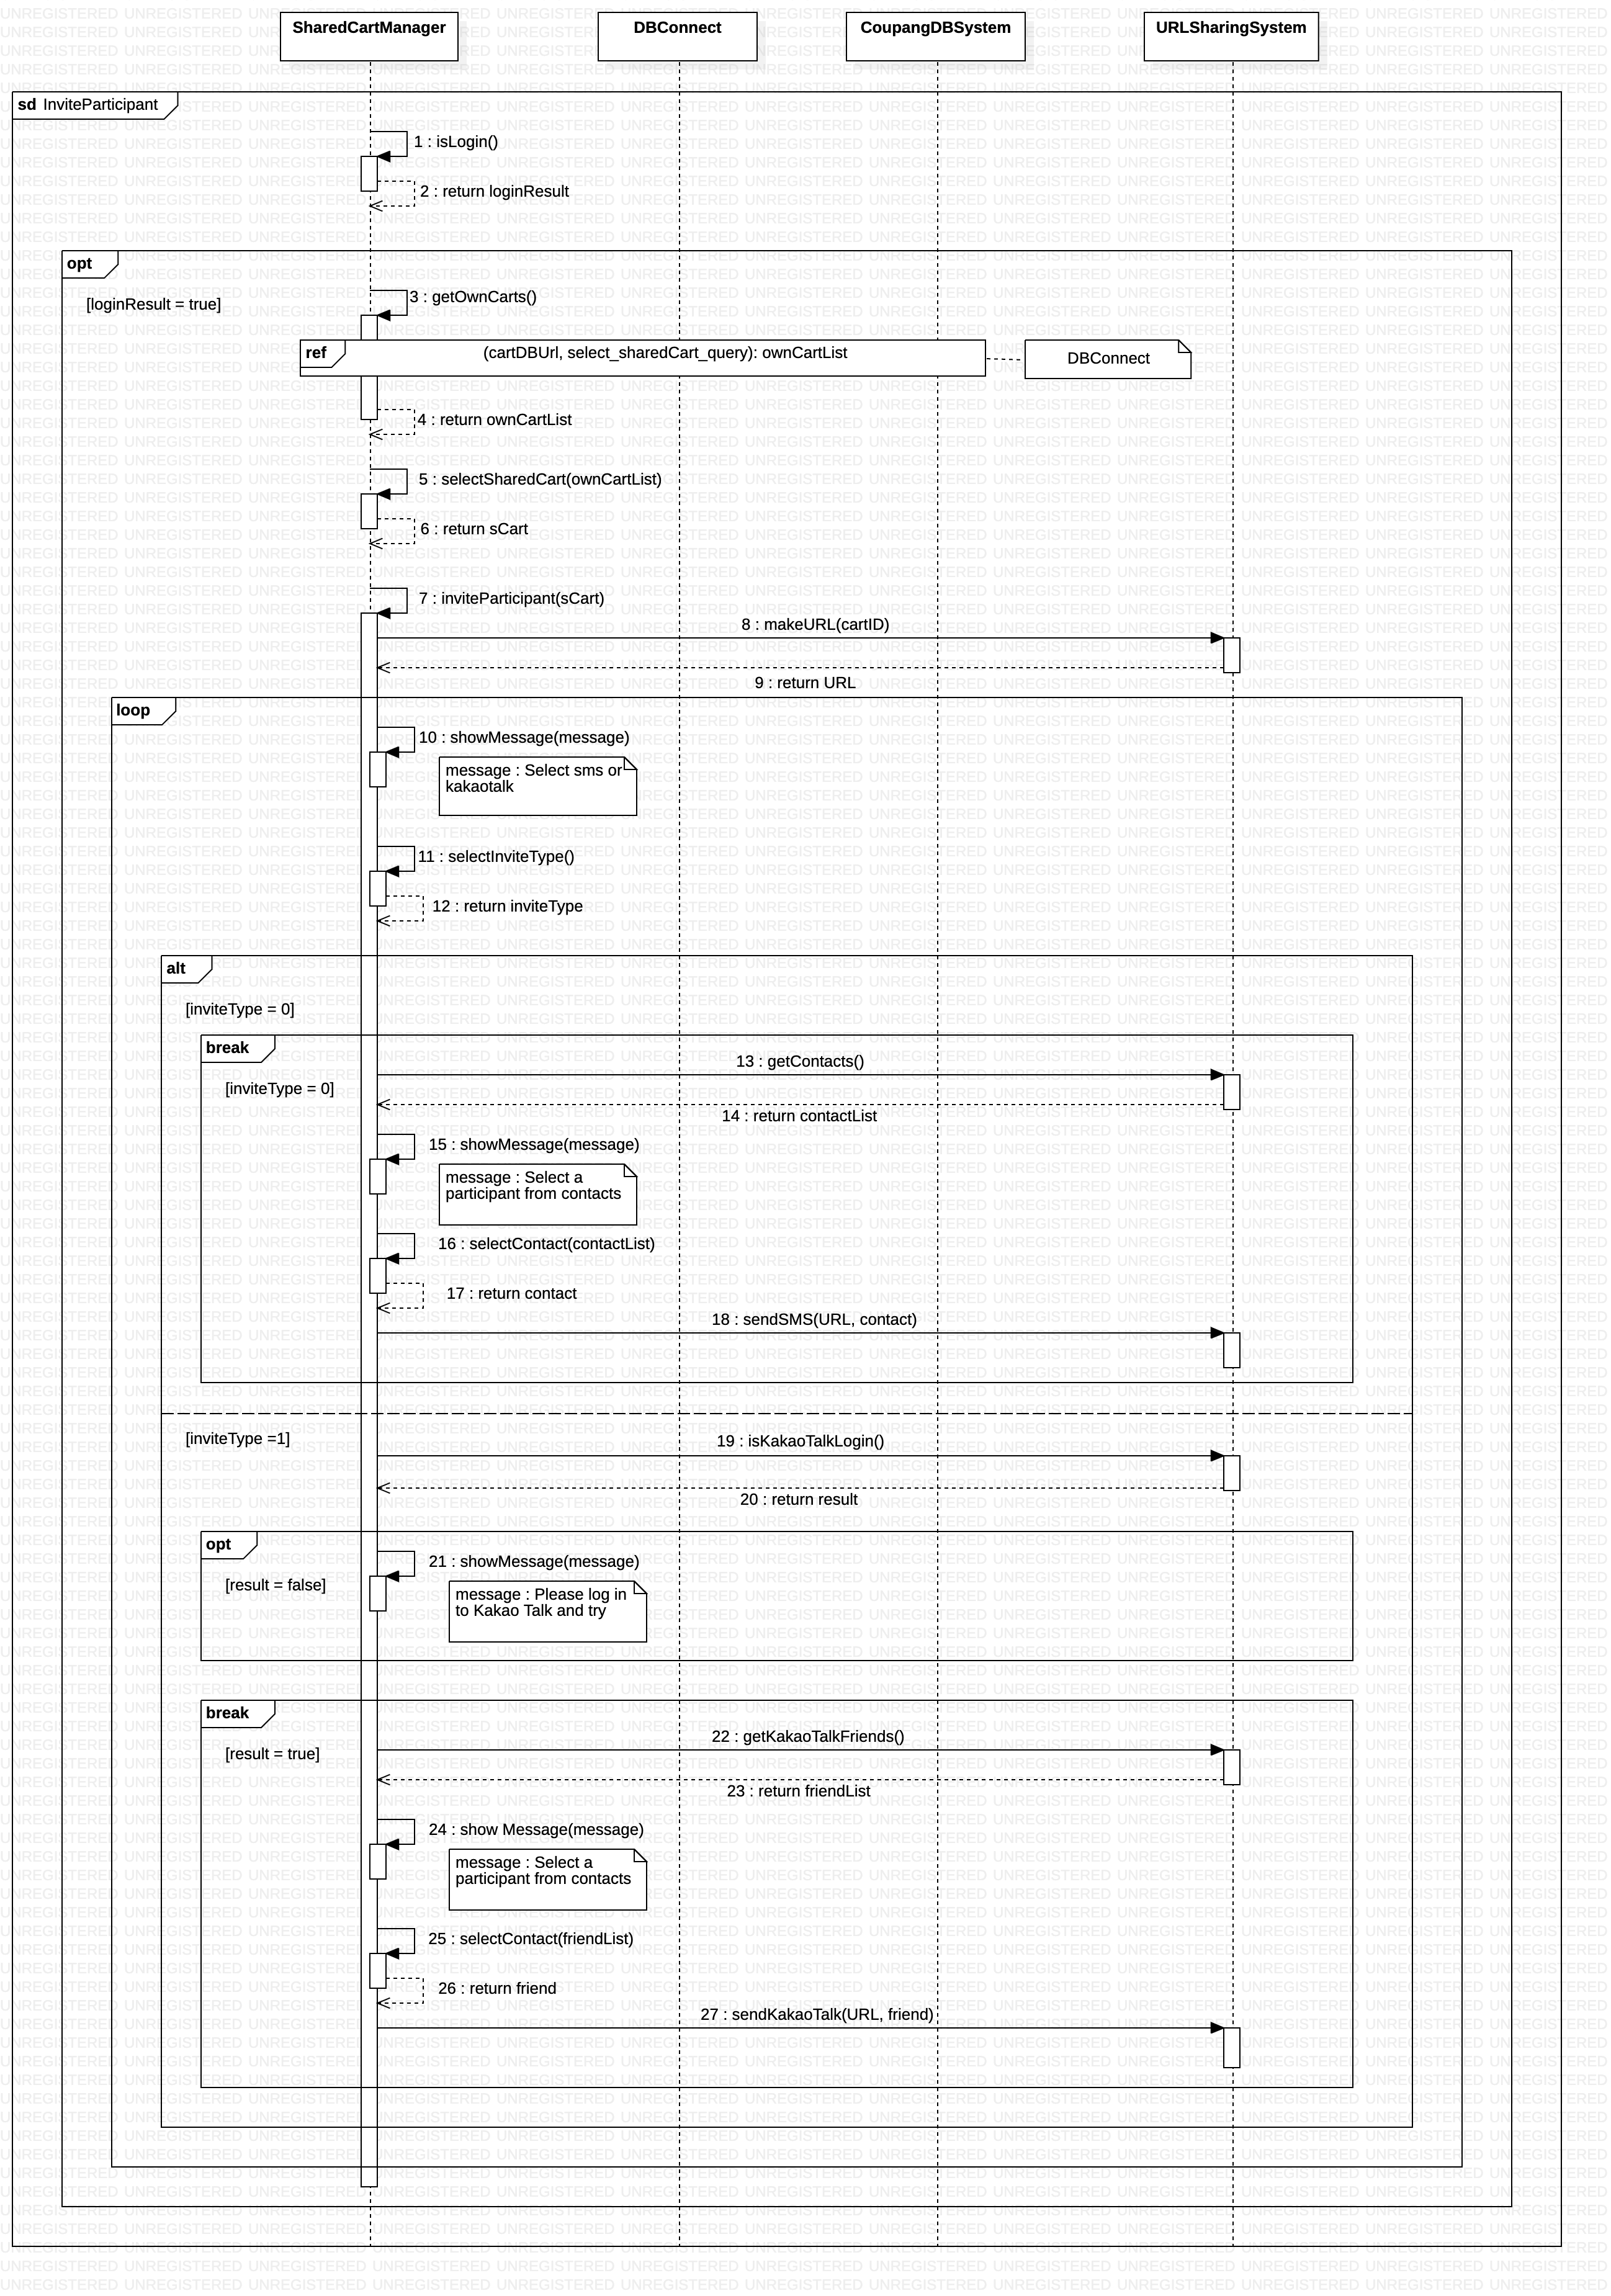 SharedCartManager
DBConnect
CoupangDBSystem
URLSharingSystem
sd InviteParticipant
1 : isLogin()
2 : return loginResult
opt
[loginResult = true]
3 : getOwnCarts()
ref
(cartDBUrl, select_sharedCart_query): ownCartList
DBConnect
4 : return ownCartList
5 : selectSharedCart(ownCartList)
6 : return sCart
7 : inviteParticipant(sCart)
8 : makeURL(cartID)
9 : return URL
loop
10 : showMessage(message)
message : Select sms or
kakaotalk
11 : selectInviteType()
12 : return inviteType
alt
[inviteType = 0]
break
[inviteType = 0]
13 : getContacts()
14 : return contactList
15 : showMessage(message)
message : Select a
participant from contacts
16 : selectContact(contactList)
17 : return contact
18 : sendSMS(URL, contact)
[inviteType =1]
19 : isKakaoTalkLogin()
20 : return result
opt
[result = false]
21 : showMessage(message)
message : Please log in
to Kakao Talk and try
break
[result = true]
22 : getKakaoTalkFriends()
23 : return friendList
24 : show Message(message)
message : Select a
participant from contacts
25 : selectContact(friendList)
26 : return friend
27 : sendKakaoTalk(URL, friend)
UNREGISTERED